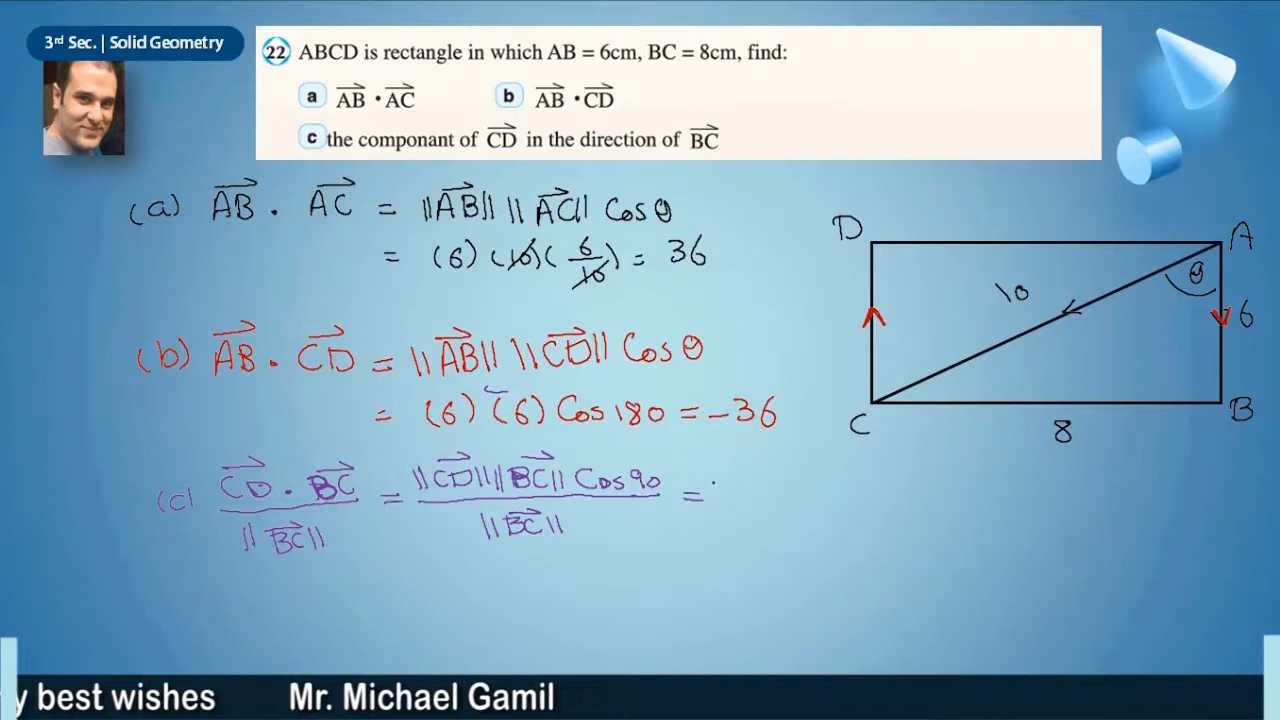 3rd Sec. | Solid Geometry
22 ABCD is rectangle in which AB = 6cm, BC = 8cm, find:
a AB · AC b AB · CD
c the componant of CD in the direction of BC
(a) AB . AC = ||AB|| ||AC|| Cos θ
= (6) (10) (6/10) = 36
(b) AB . CD = ||AB|| ||CD|| Cos θ
= (6) (6) Cos 180 = -36
(c) CD . BC / ||BC|| = ||CD|| ||BC|| Cos 90 / ||BC|| =
D A
10 θ
6
C B
8
y best wishes Mr. Michael Gamil